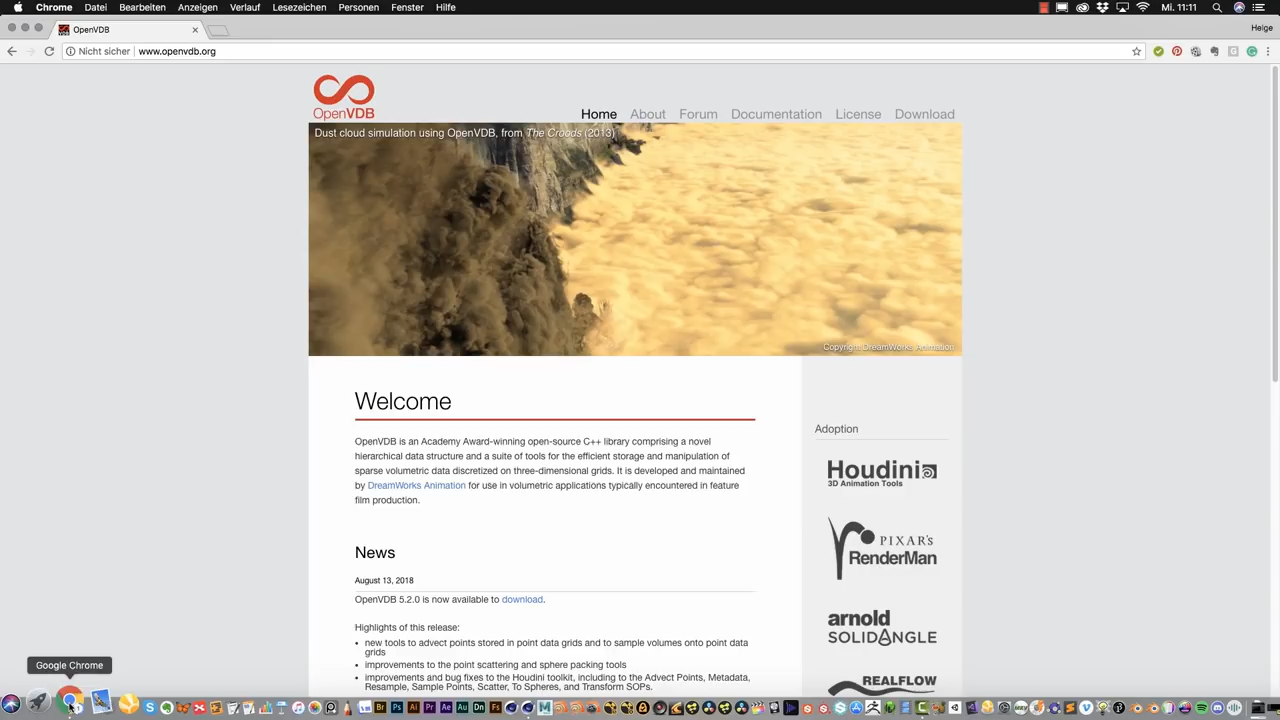 Chrome Datei Bearbeiten Anzeigen Verlauf Lesezeichen Personen Fenster Hilfe Mi. 11:11
OpenVDB Helge
Nicht sicher www.openvdb.org
OpenVDB
Home About Forum Documentation License Download
Dust cloud simulation using OpenVDB, from The Croods (2013)
Copyright DreamWorks Animation
Welcome
OpenVDB is an Academy Award-winning open-source C++ library comprising a novel
hierarchical data structure and a suite of tools for the efficient storage and manipulation of
sparse volumetric data discretized on three-dimensional grids. It is developed and maintained
by DreamWorks Animation for use in volumetric applications typically encountered in feature
film production.
News
August 13, 2018
OpenVDB 5.2.0 is now available to download.
Highlights of this release:
• new tools to advect points stored in point data grids and to sample volumes onto point data
grids
• improvements to the point scattering and sphere packing tools
• improvements and bug fixes to the Houdini toolkit, including to the Advect Points, Metadata,
Resample, Sample Points, Scatter, To Spheres, and Transform SOPs.
Adoption
Houdini
3D Animation Tools
PIXAR's
RenderMan
arnold
SOLIDANGLE
REALFLOW
Google Chrome
Br Ps Ai Pr Ae Au Dn Fs